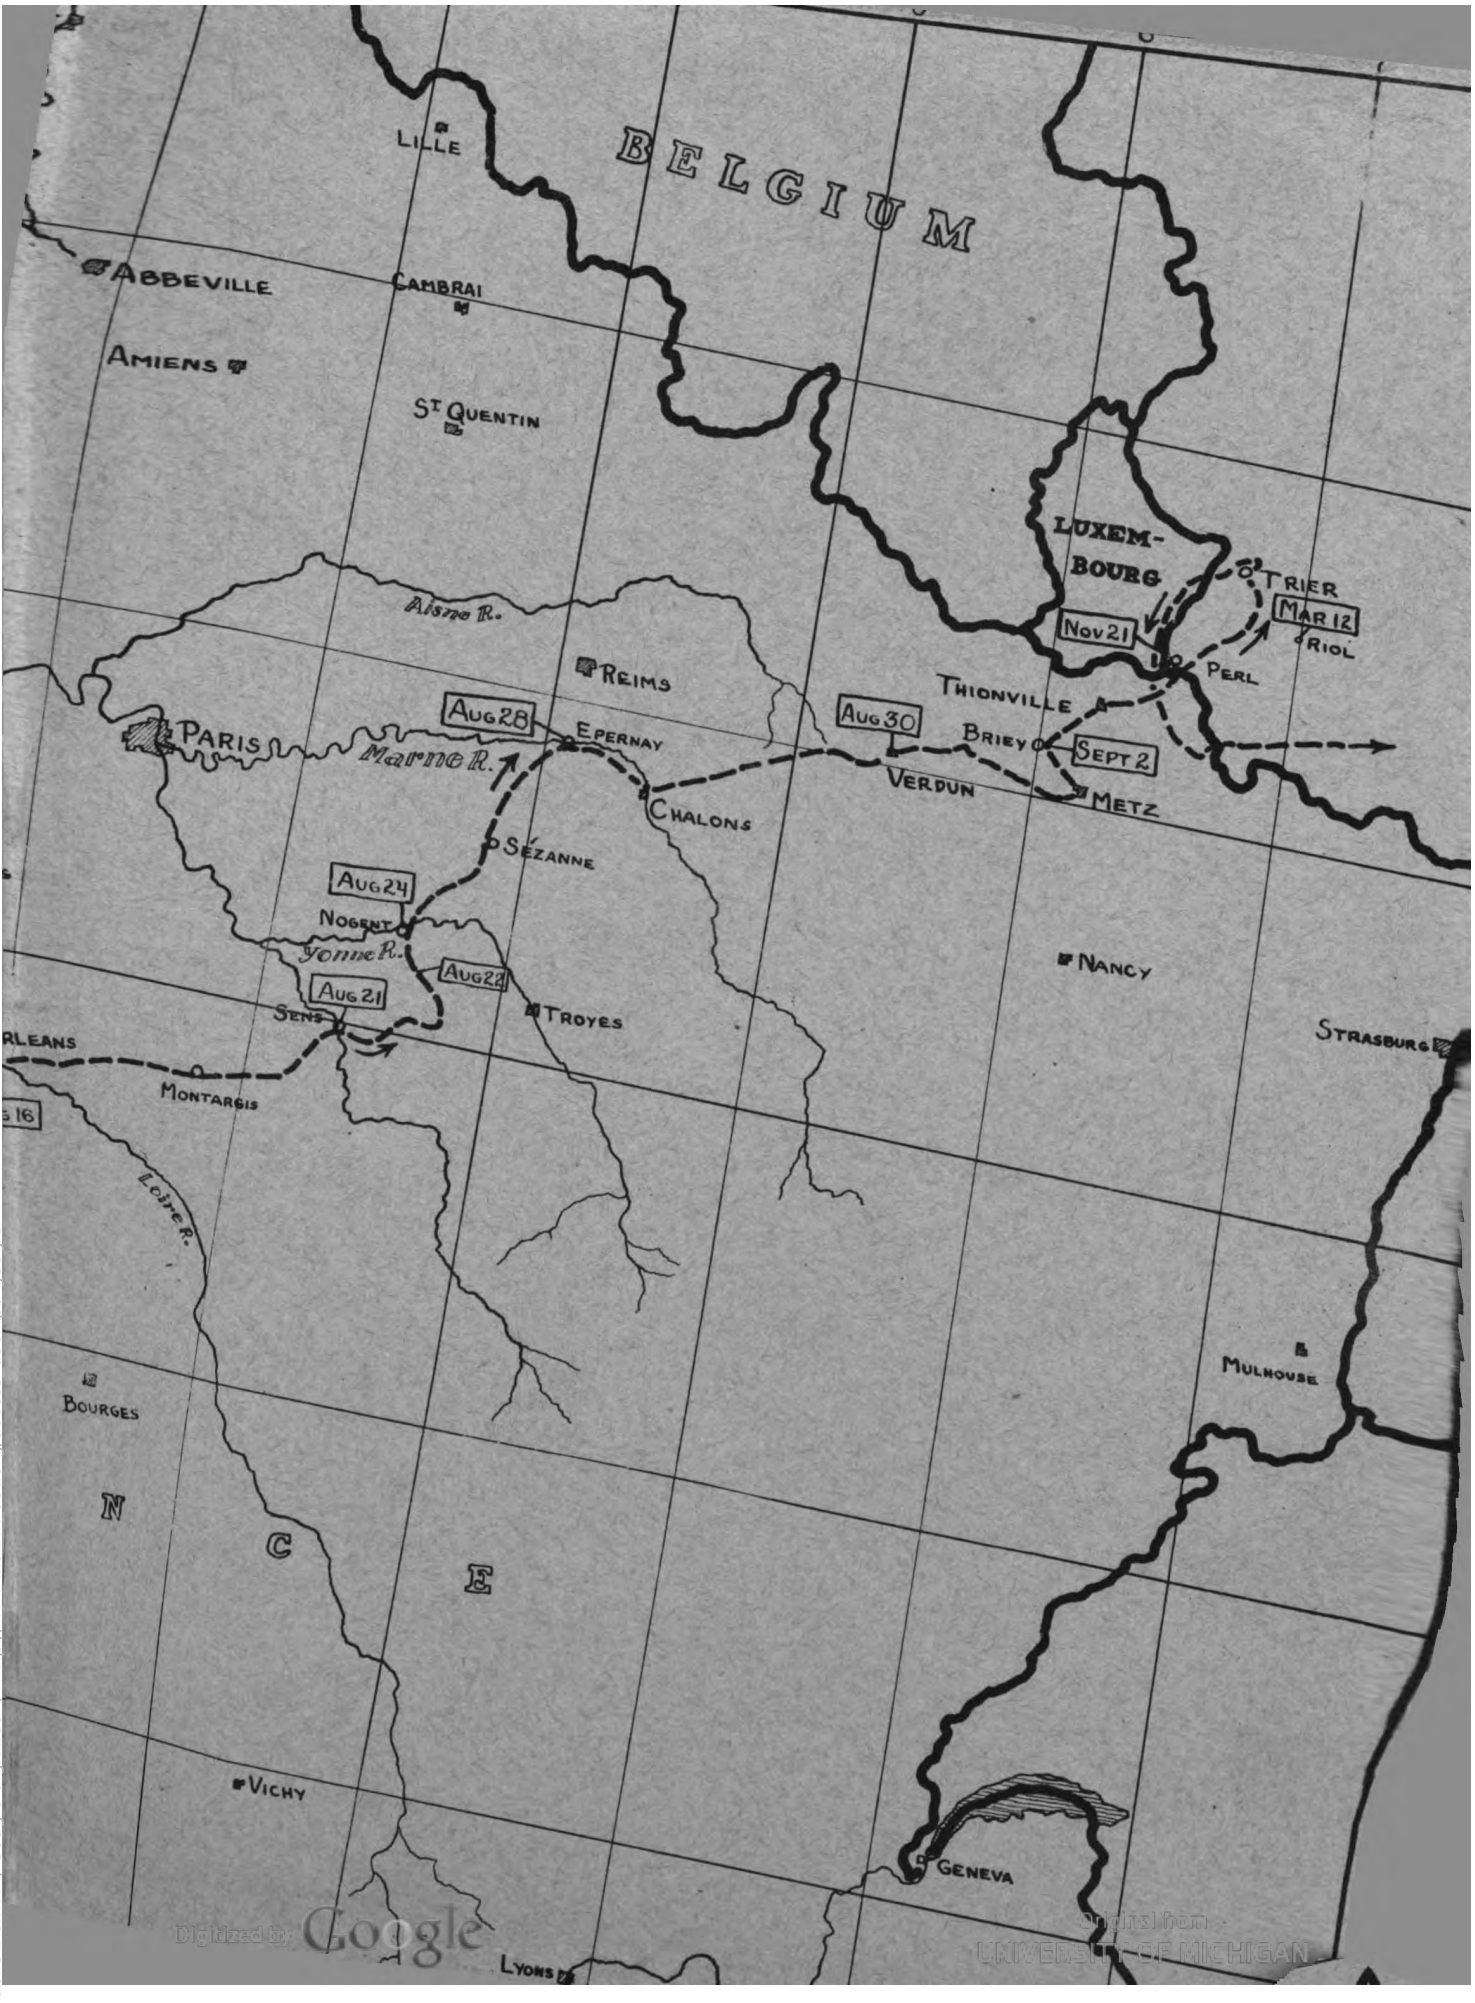 LILLE
BELGIUM
ABBEVILLE
CAMBRAI
AMIENS
ST QUENTIN
LUXEM-
BOURG
TRIER
MAR 12
RIOL
Nov 21
PERL
Aisne R.
REIMS
THIONVILLE
AUG 28
AUG 30
EPERNAY
PARIS
Marne R.
BRIEY
SEPT 2
VERDUN
METZ
CHALONS
SÉZANNE
AUG 24
NOGENT
Yonne R.
AUG 22
NANCY
AUG 21
SENS
TROYES
STRASBURG
RLEANS
MONTARGIS
G 16
Loire R.
MULHOUSE
BOURGES
N C E
VICHY
GENEVA
Digitized by Google
Original from
UNIVERSITY OF MICHIGAN
LYONS